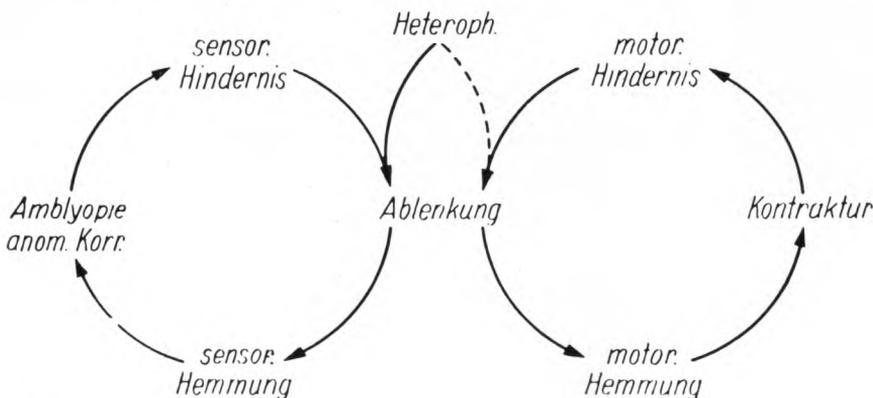 Heteroph.
sensor.
Hindernis
motor.
Hindernis
Amblyopie
anom. Korr.
Ablenkung
Kontraktur
sensor.
Hemmung
motor.
Hemmung